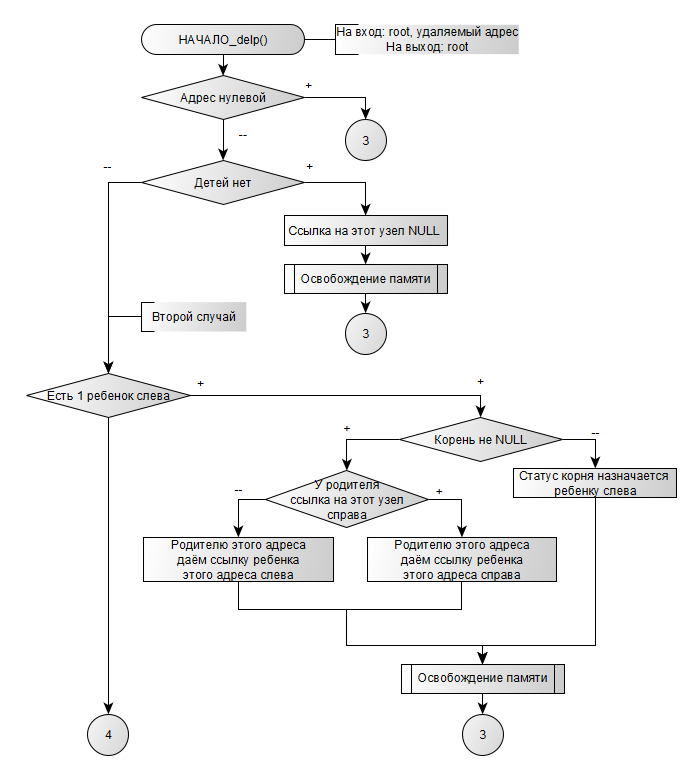 НАЧАЛО_delp()
На вход: root, удаляемый адрес
На выход: root
Адрес нулевой
+
3
--
Детей нет
--
+
Ссылка на этот узел NULL
Освобождение памяти
3
Второй случай
Есть 1 ребенок слева
+
+
Корень не NULL
+
--
Статус корня назначается
ребенку слева
У родителя
ссылка на этот узел
справа
--
+
Родителю этого адреса
даём ссылку ребенка
этого адреса слева
Родителю этого адреса
даём ссылку ребенка
этого адреса справа
Освобождение памяти
4
3